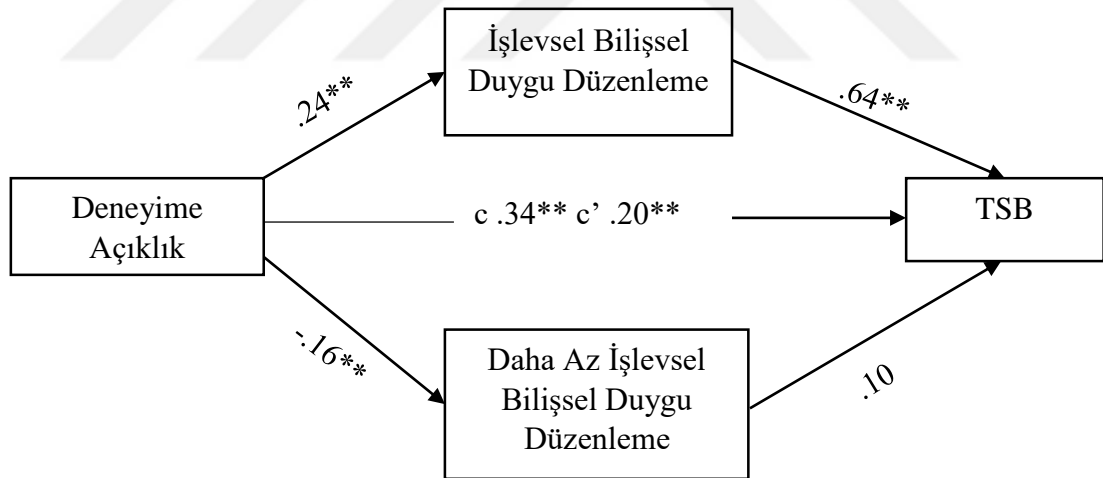 İşlevsel Bilişsel
Duygu Düzenleme
.24**
.64**
Deneyime
Açıklık
c .34** c’ .20**
TSB
-.16**
Daha Az İşlevsel
Bilişsel Duygu
Düzenleme
.10